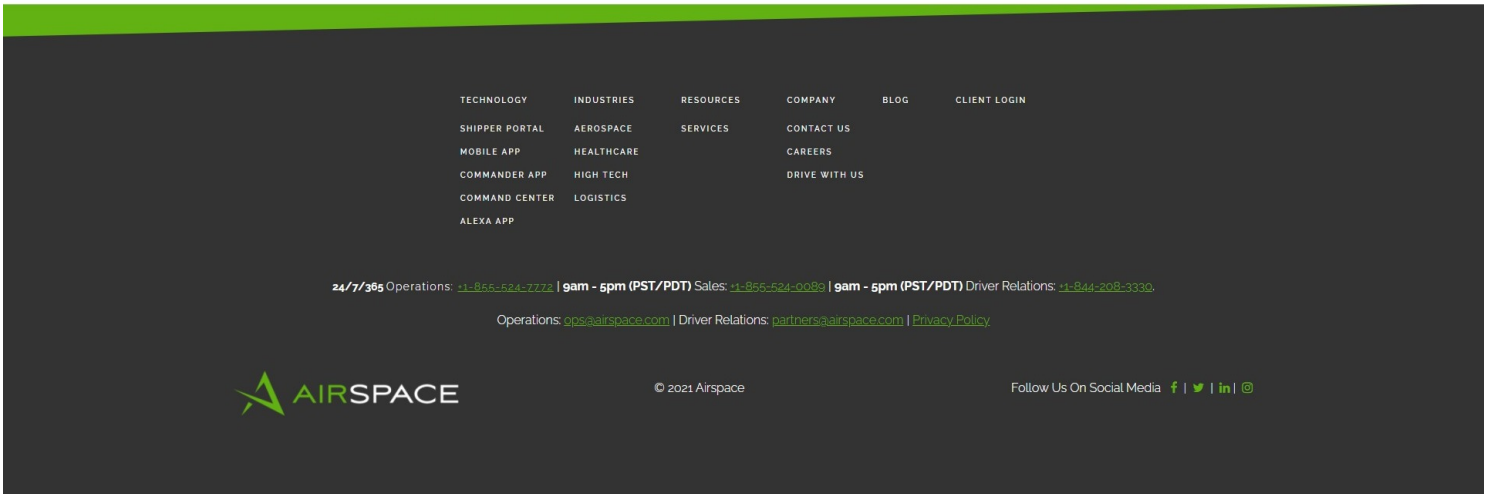 TECHNOLOGY INDUSTRIES RESOURCES COMPANY BLOG CLIENT LOGIN
SHIPPER PORTAL AEROSPACE SERVICES CONTACT US
MOBILE APP HEALTHCARE CAREERS
COMMANDER APP HIGH TECH DRIVE WITH US
COMMAND CENTER LOGISTICS
ALEXA APP
24/7/365 Operations: +1-855-524-7772 | 9am - 5pm (PST/PDT) Sales: +1-855-524-0089 | 9am - 5pm (PST/PDT) Driver Relations: +1-844-208-3330.
Operations: ops@airspace.com | Driver Relations: partners@airspace.com | Privacy Policy
AIRSPACE © 2021 Airspace Follow Us On Social Media f | | in |